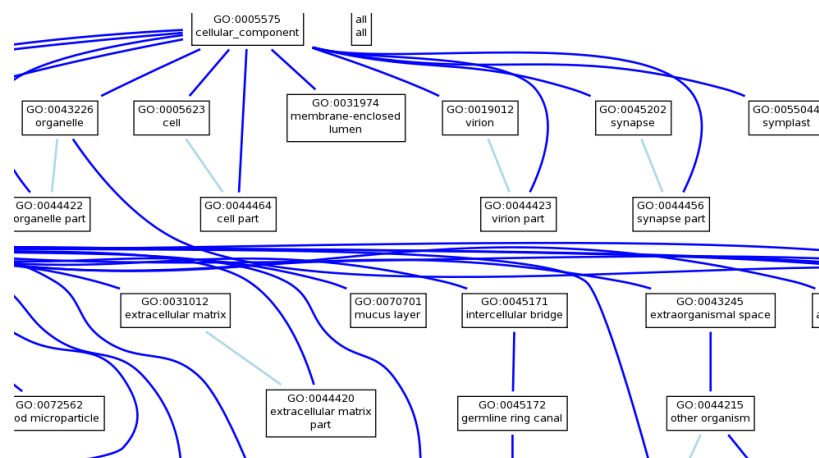 GO:0005575
cellular_component
all
all
GO:0043226
organelle
GO:0005623
cell
GO:0031974
membrane-enclosed
lumen
GO:0019012
virion
GO:0045202
synapse
GO:0055044
symplast
GO:0044422
organelle part
GO:0044464
cell part
GO:0044423
virion part
GO:0044456
synapse part
GO:0031012
extracellular matrix
GO:0070701
mucus layer
GO:0045171
intercellular bridge
GO:0043245
extraorganismal space
a
GO:0072562
od microparticle
GO:0044420
extracellular matrix
part
GO:0045172
germline ring canal
GO:0044215
other organism